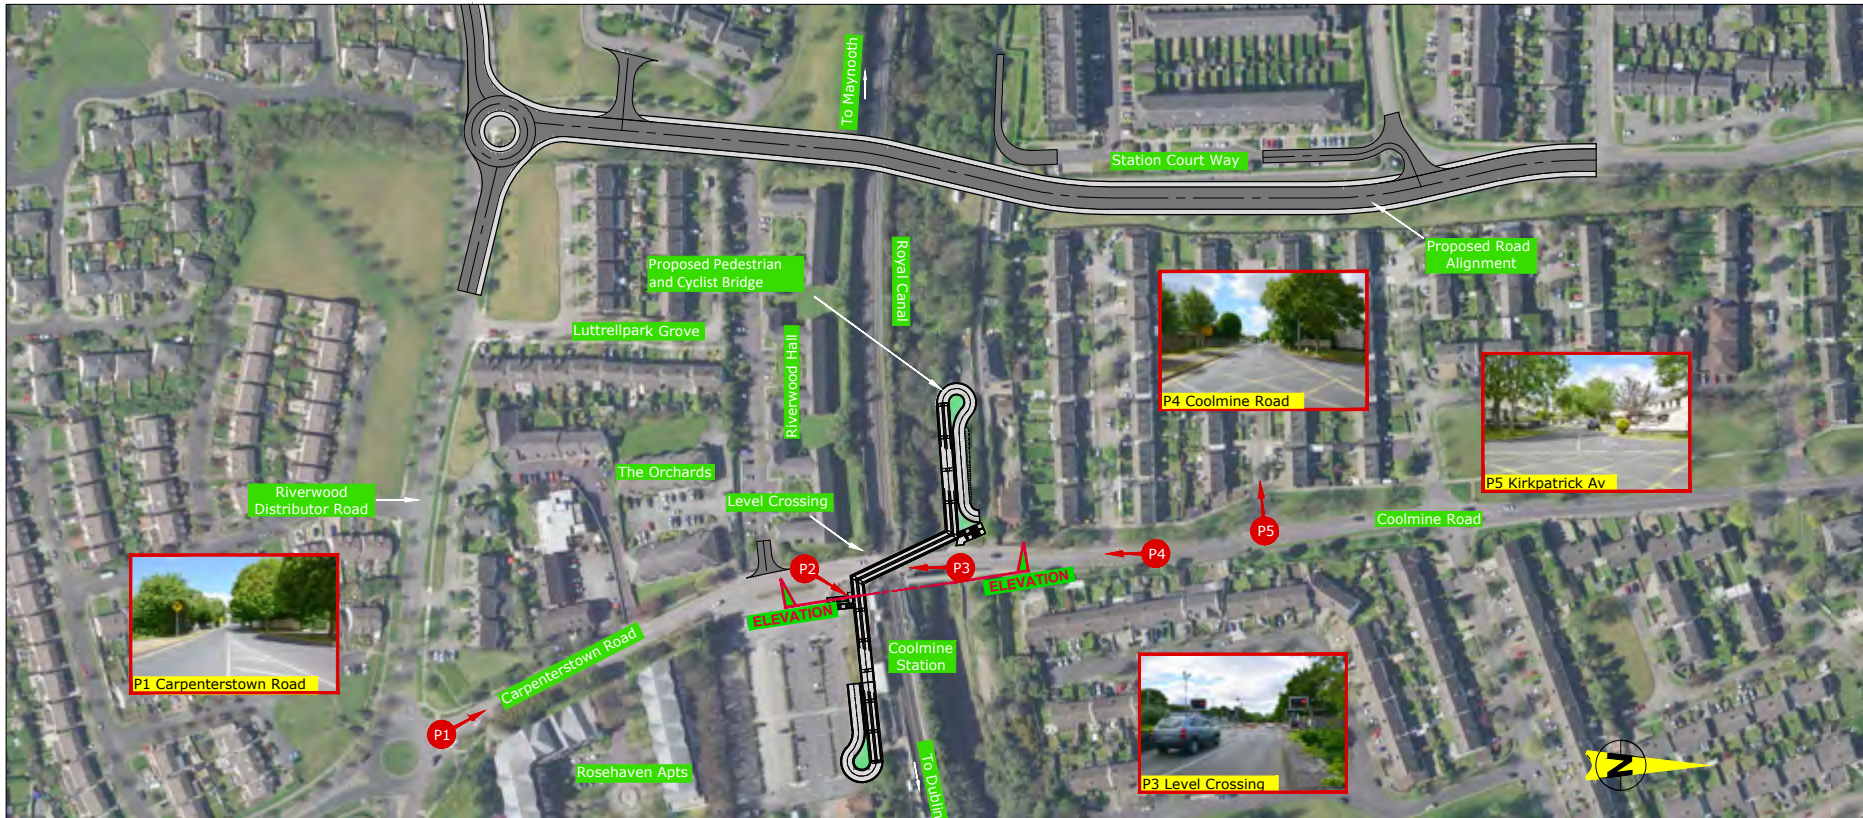 To Maynooth
Station Court Way
Proposed Road
Alignment
Proposed Pedestrian
and Cyclist Bridge
Royal Canal
Luttrellpark Grove
Riverwood Hall
P4 Coolmine Road
P5 Kirkpatrick Av
The Orchards
Riverwood
Distributor Road
Level Crossing
Coolmine Road
P5
P4
P3
P2
ELEVATION
ELEVATION
Carpenterstown Road
Coolmine
Station
P1 Carpenterstown Road
P1
Rosehaven Apts
To Dublin
P3 Level Crossing
N